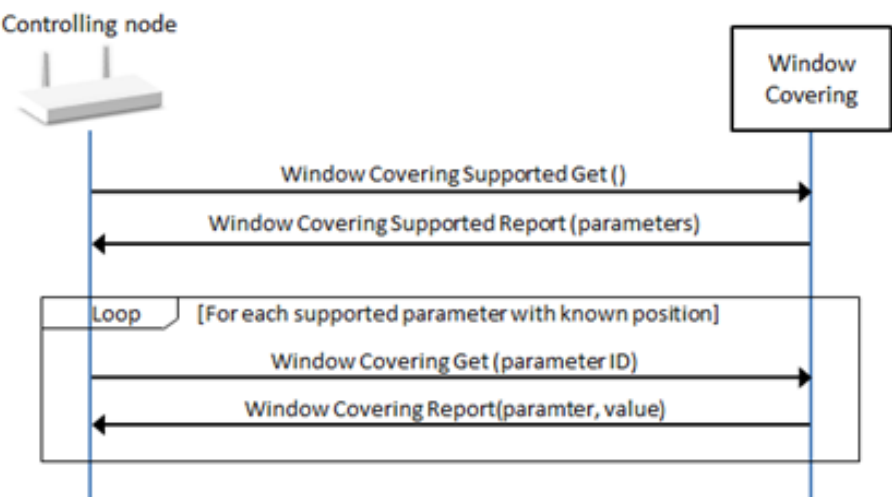 Controlling node
Window
Covering
Window Covering Supported Get ()
Window Covering Supported Report (parameters)
Loop [For each supported parameter with known position]
Window Covering Get (parameter ID)
Window Covering Report(paramter, value)